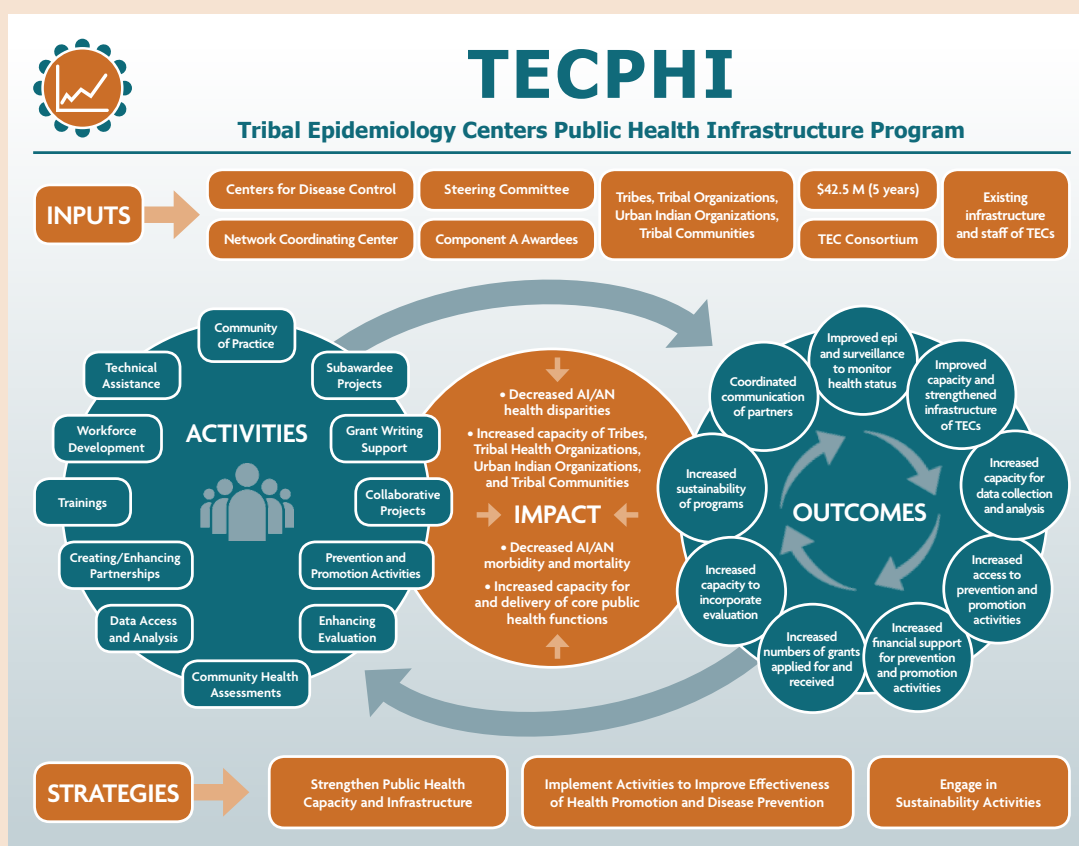 TECPHI
Tribal Epidemiology Centers Public Health Infrastructure Program
INPUTS
Centers for Disease Control
Network Coordinating Center
Steering Committee
Component A Awardees
Tribes, Tribal Organizations,
Urban Indian Organizations,
Tribal Communities
$42.5 M (5 years)
TEC Consortium
Existing
infrastructure
and staff of TECs
ACTIVITIES
Community
of Practice
Subawardee
Projects
Grant Writing
Support
Collaborative
Projects
Prevention and
Promotion Activities
Enhancing
Evaluation
Community Health
Assessments
Data Access
and Analysis
Creating/Enhancing
Partnerships
Trainings
Workforce
Development
Technical
Assistance
• Decreased AI/AN
health disparities
• Increased capacity of Tribes,
Tribal Health Organizations,
Urban Indian Organizations,
and Tribal Communities
IMPACT
• Decreased AI/AN
morbidity and mortality
• Increased capacity for
and delivery of core public
health functions
OUTCOMES
Improved epi
and surveillance
to monitor
health status
Improved
capacity and
strengthened
infrastructure
of TECs
Increased
capacity for
data collection
and analysis
Increased
access to
prevention and
promotion
activities
Increased
financial support
for prevention
and promotion
activities
Increased
numbers of grants
applied for and
received
Increased
capacity to
incorporate
evaluation
Increased
sustainability
of programs
Coordinated
communication
of partners
STRATEGIES
Strengthen Public Health
Capacity and Infrastructure
Implement Activities to Improve Effectiveness
of Health Promotion and Disease Prevention
Engage in
Sustainability Activities